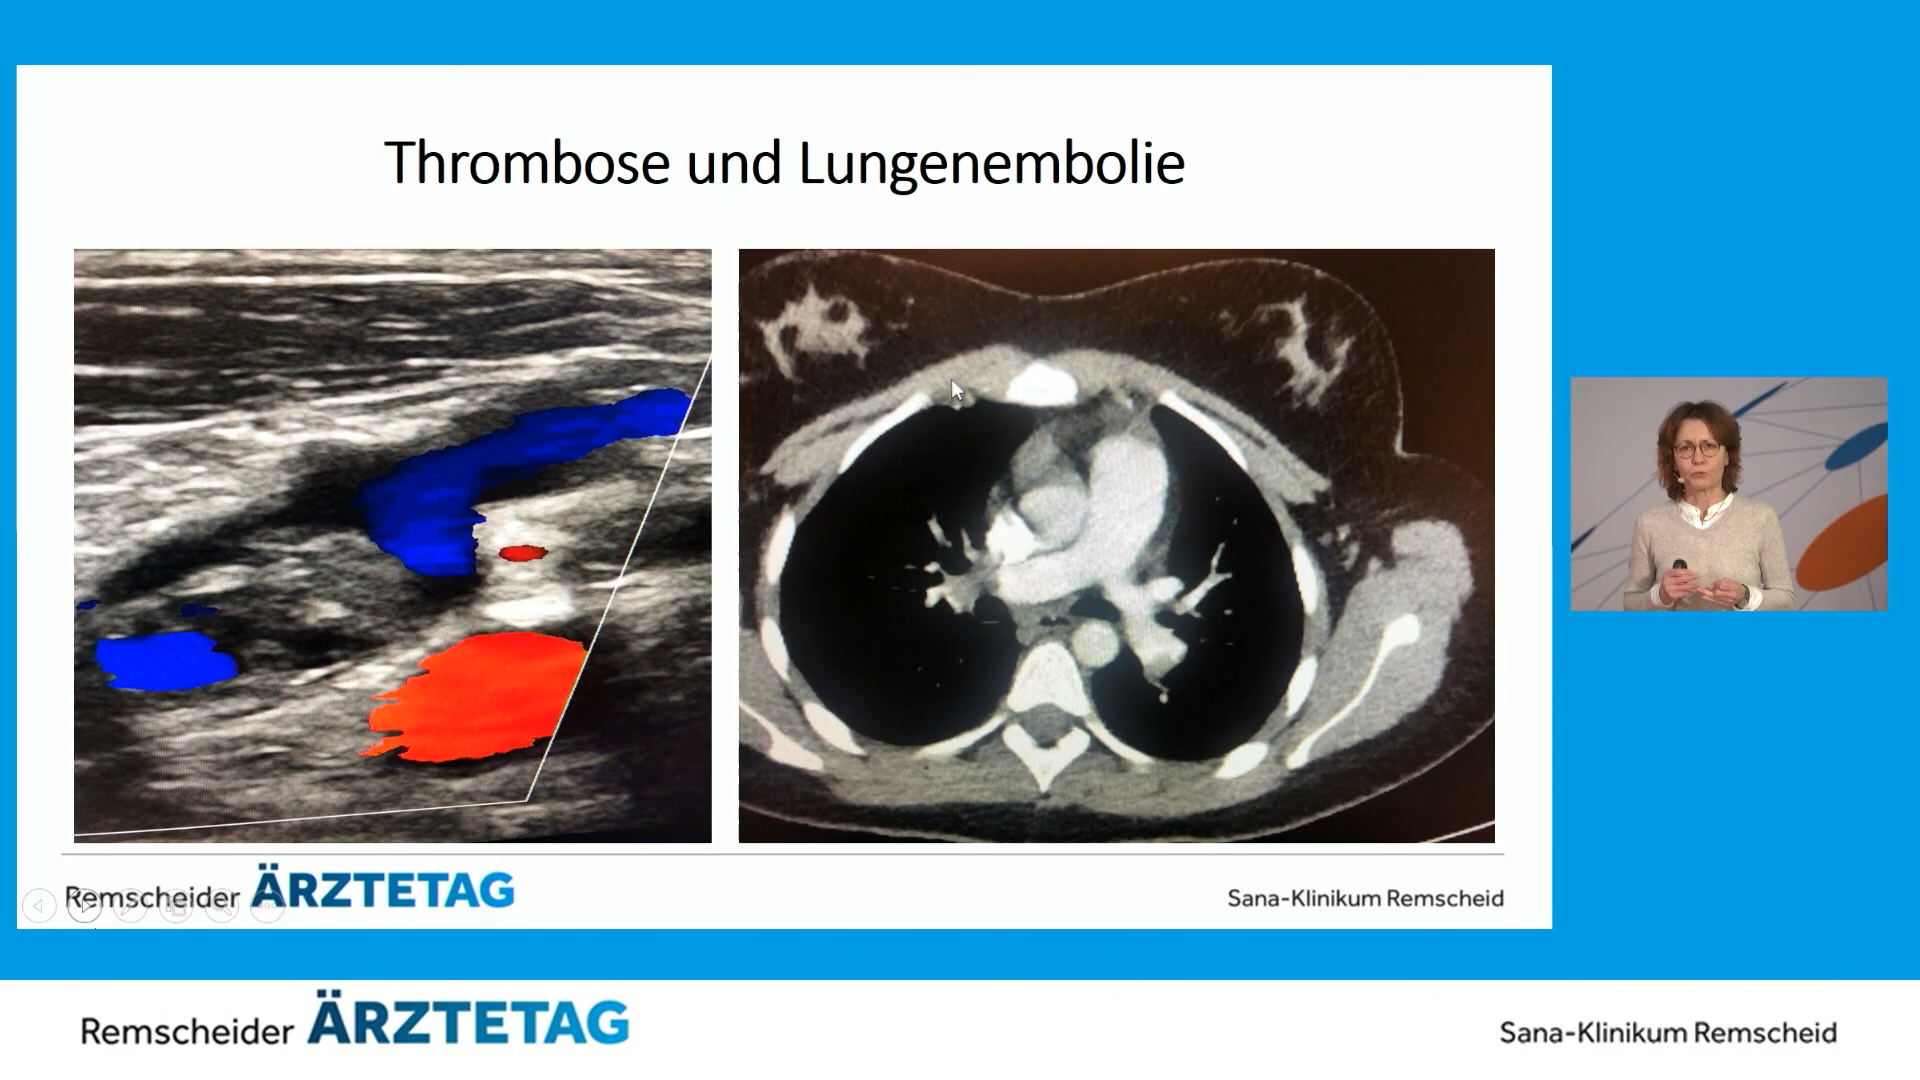 Thrombose und Lungenembolie
Remscheider ÄRZTETAG
Sana-Klinikum Remscheid
Remscheider ÄRZTETAG
Sana-Klinikum Remscheid